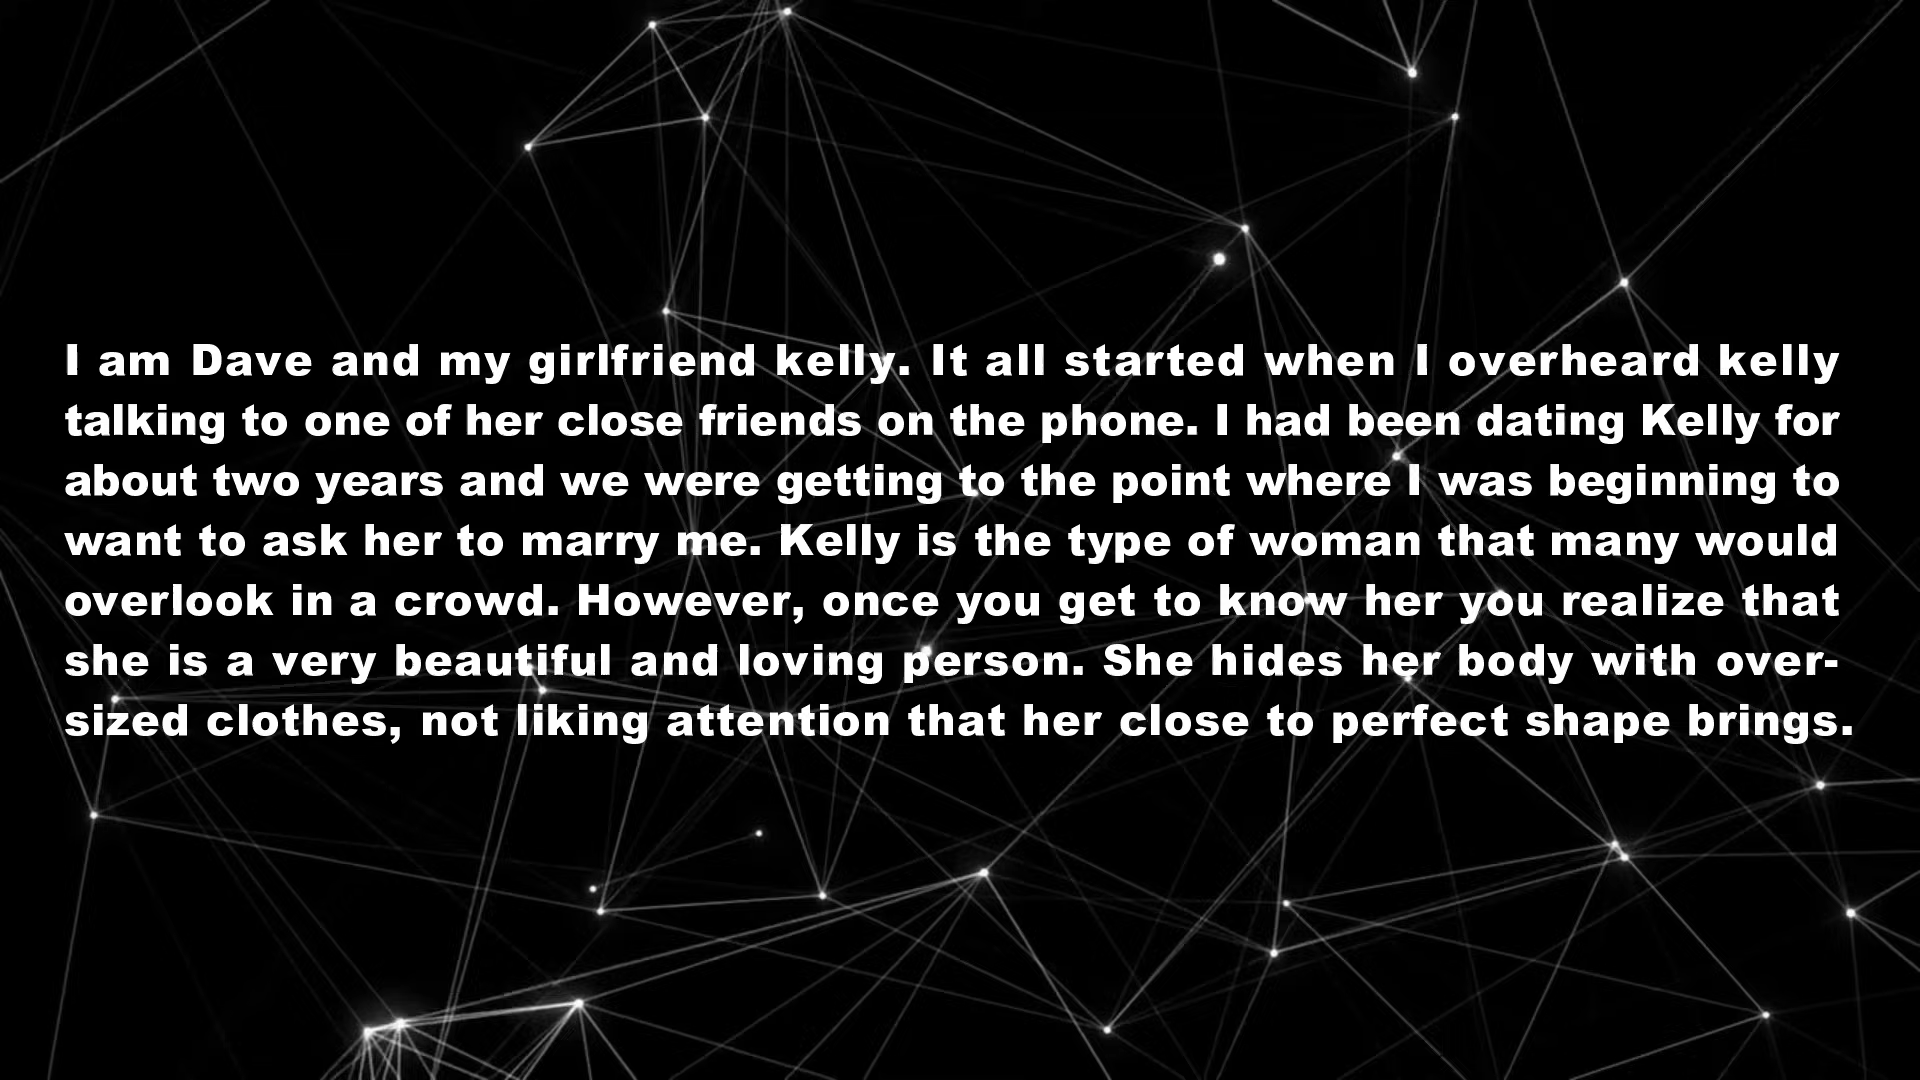 I am Dave and my girlfriend kelly. It all started when I overheard kelly
talking to one of her close friends on the phone. I had been dating Kelly for
about two years and we were getting to the point where I was beginning to
want to ask her to marry me. Kelly is the type of woman that many would
overlook in a crowd. However, once you get to know her you realize that
she is a very beautiful and loving person. She hides her body with over-
sized clothes, not liking attention that her close to perfect shape brings.